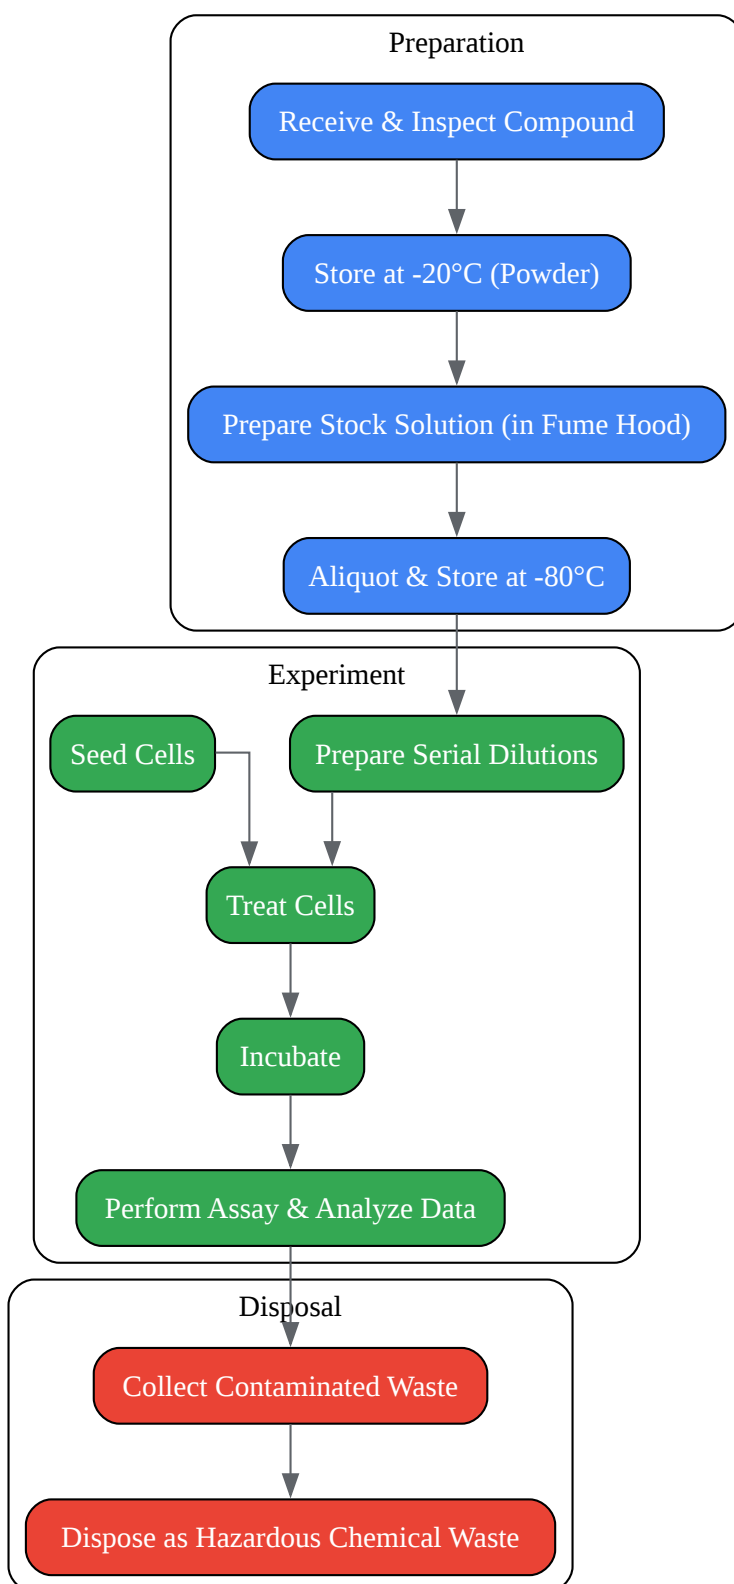 Preparation
Receive & Inspect Compound
Store at -20°C (Powder)
Prepare Stock Solution (in Fume Hood)
Aliquot & Store at -80°C
Experiment
Seed Cells
Prepare Serial Dilutions
Treat Cells
Incubate
Perform Assay & Analyze Data
Disposal
Collect Contaminated Waste
Dispose as Hazardous Chemical Waste